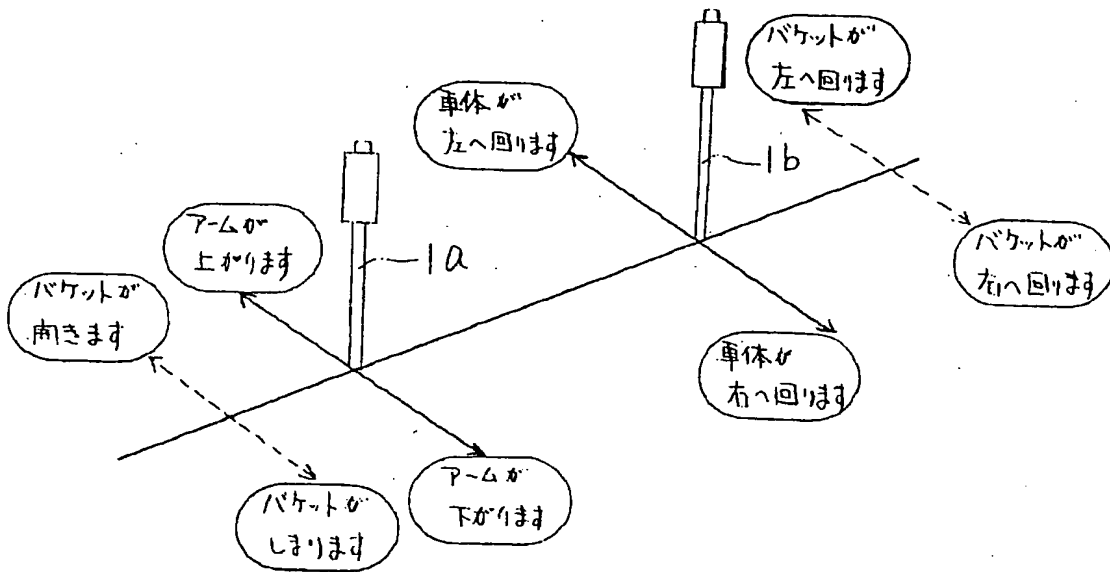 バケットが
左へ回ります
車体が
左へ回ります
1b
アームが
上がります
1a
バケットが
右へ回ります
バケットが
開きます
車体が
右へ回ります
アームが
下がります
バケットが
しまります